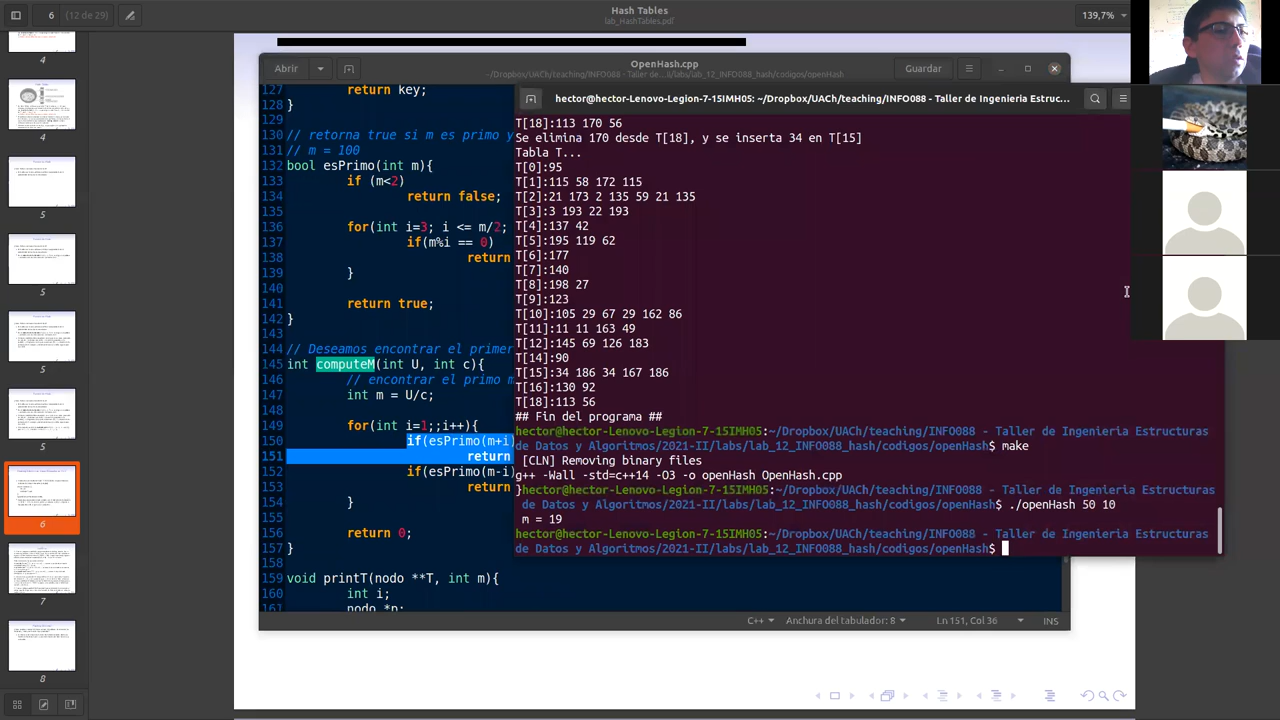 6 (12 de 29)
Hash Tables
lab_HashTables.pdf
139,7%
4
4
5
5
5
5
6
7
8
Abrir
OpenHash.cpp
~/Dropbox/UACh/teaching/INFO088 - Taller de...-II/labs/lab_12_INFO088_hash/codigos/openHash
Guardar
127 return key;
128 }
129
130 // retorna true si m es primo y
131 // m = 100
132 bool esPrimo(int m){
133 if (m<2)
134 return false;
135
136 for(int i=3; i <= m/2;
137 if(m%i == 0)
138 return
139 }
140
141 return true;
142 }
143
144 // Deseamos encontrar el primer
145 int computeM(int U, int c){
146 // encontrar el primo m
147 int m = U/c;
148
149 for(int i=1;;i++){
150 if(esPrimo(m+i)
151 return
152 if(esPrimo(m-i)
153 return
154 }
155
156 return 0;
157 }
158
159 void printT(nodo **T, int m){
160 int i;
161 nodo *p;
C++ Anchura del tabulador: 8 Ln 151, Col 36 INS
hector@hector-Lenovo-Legion-7-15IMH05: ~/Dropbox/UACh/teaching/INFO088 - Taller de Ingenieria Estruc...
T[18]:113 170 56
Se elimina 170 desde T[18], y se inserta 34 en T[15]
Tabla T...
T[0]:95
T[1]:115 58 172 115
T[2]:21 173 2 135 59 21 135
T[3]:3 193 22 193
T[4]:137 42
T[5]:195 119 62
T[6]:177
T[7]:140
T[8]:198 27
T[9]:123
T[10]:105 29 67 29 162 86
T[11]:11 11 163 49
T[12]:145 69 126 183
T[14]:90
T[15]:34 186 34 167 186
T[16]:130 92
T[18]:113 56
## Fin del programa ##
hector@hector-Lenovo-Legion-7-15IMH05:~/Dropbox/UACh/teaching/INFO088 - Taller de Ingenieria Estructuras
de Datos y Algoritmos/2021-II/labs/lab_12_INFO088_hash/codigos/openHash$ make
[CLN] Removing binary files
g++ -Wall -std=c++14 -O3 -o openHash openHash.cpp
}hector@hector-Lenovo-Legion-7-15IMH05:~/Dropbox/UACh/teaching/INFO088 - Taller de Ingenieria Estructuras
de Datos y Algoritmos/2021-II/labs/lab_12_INFO088_hash/codigos/openHash$ ./openHash 50 10
m = 19
hector@hector-Lenovo-Legion-7-15IMH05:~/Dropbox/UACh/teaching/INFO088 - Taller de Ingenieria Estructuras
de Datos y Algoritmos/2021-II/labs/lab_12_INFO088_hash/codigos/openHash$